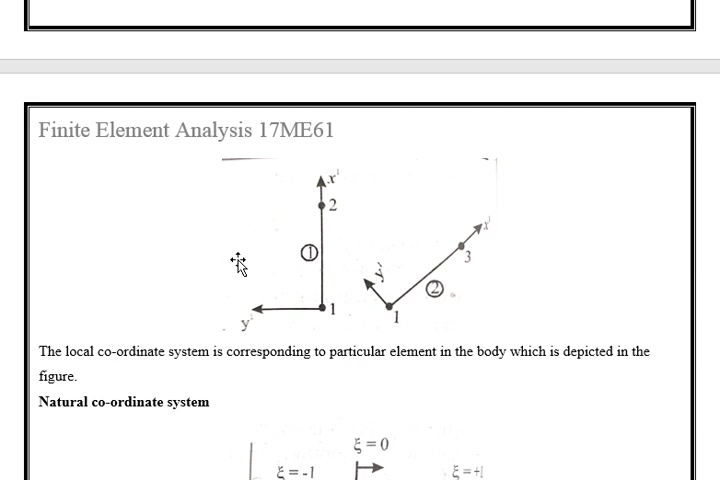 Finite Element Analysis 17ME61
x'
2
①
x'
3
y'
②
1
1
y'
The local co-ordinate system is corresponding to particular element in the body which is depicted in the
figure.
Natural co-ordinate system
ξ = 0
ξ = -1
ξ = +1